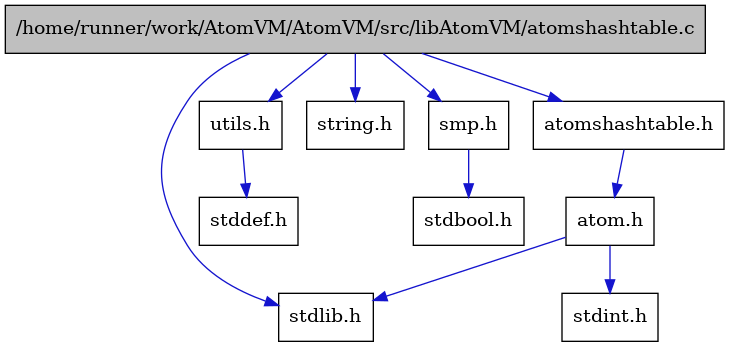 /home/runner/work/AtomVM/AtomVM/src/libAtomVM/atomshashtable.c
utils.h
string.h
smp.h
atomshashtable.h
stddef.h
stdbool.h
atom.h
stdlib.h
stdint.h